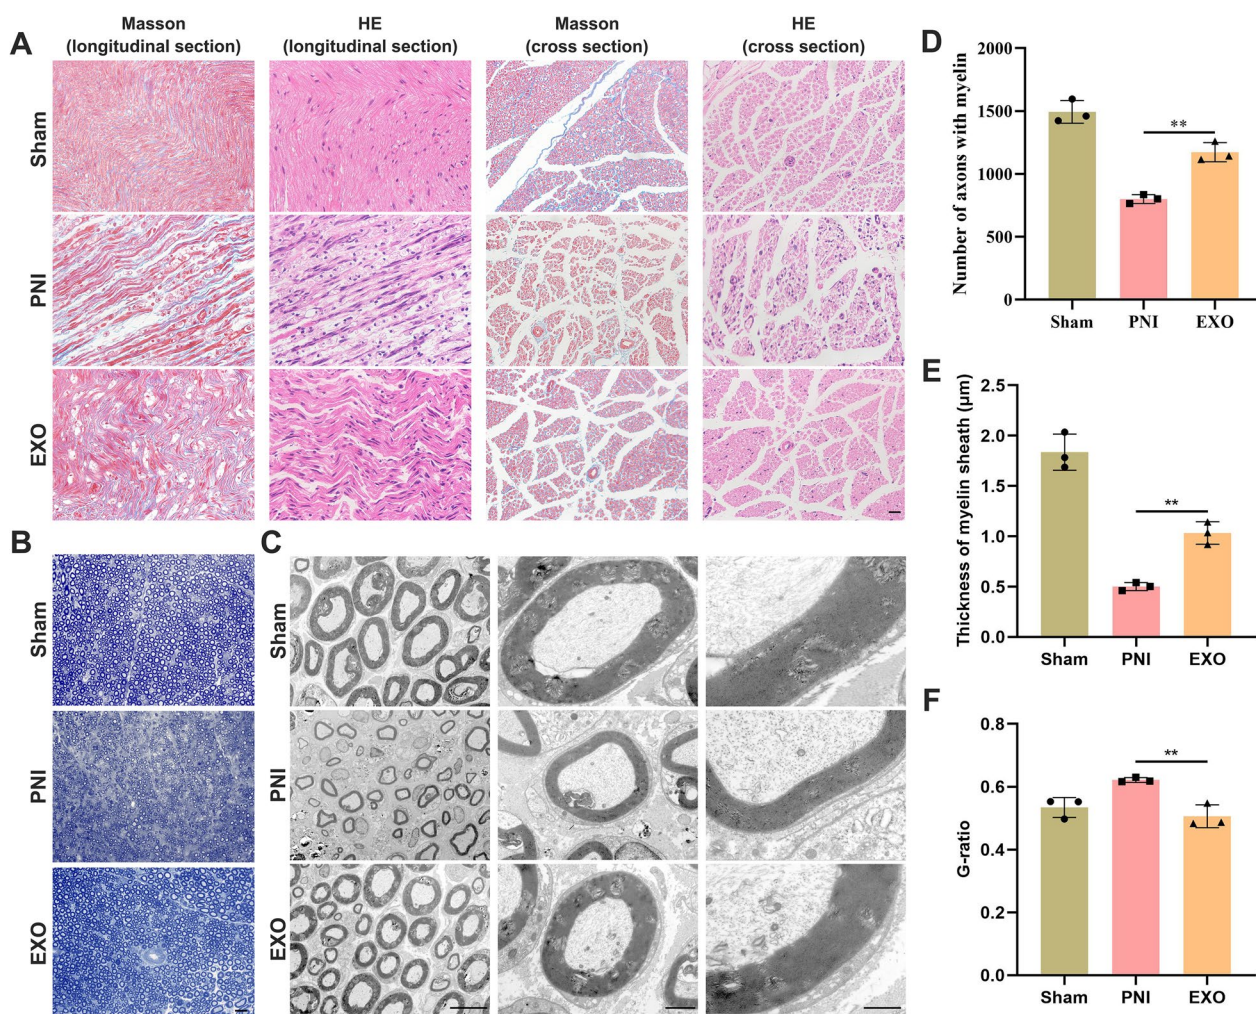 A
Masson
(longitudinal section)
HE
(longitudinal section)
Masson
(cross section)
HE
(cross section)
Sham
PNI
EXO
B
Sham
PNI
EXO
C
Sham
PNI
EXO
D
Number of axons with myelin
2000
1500
1000
500
0
**
Sham PNI EXO
E
Thickness of myelin sheath (μm)
2.5
2.0
1.5
1.0
0.5
0.0
**
Sham PNI EXO
F
G-ratio
0.8
0.6
0.4
0.2
0.0
**
Sham PNI EXO